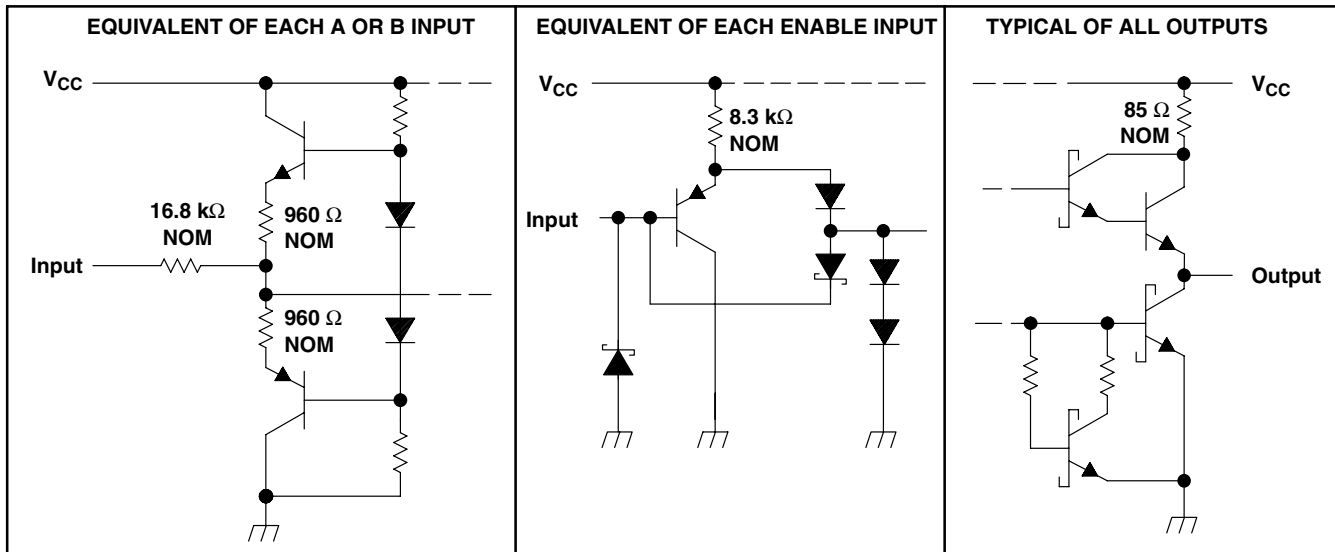 EQUIVALENT OF EACH A OR B INPUT
VCC
16.8 kΩ
NOM
960 Ω
NOM
Input
960 Ω
NOM
EQUIVALENT OF EACH ENABLE INPUT
VCC
8.3 kΩ
NOM
Input
TYPICAL OF ALL OUTPUTS
VCC
85 Ω
NOM
Output